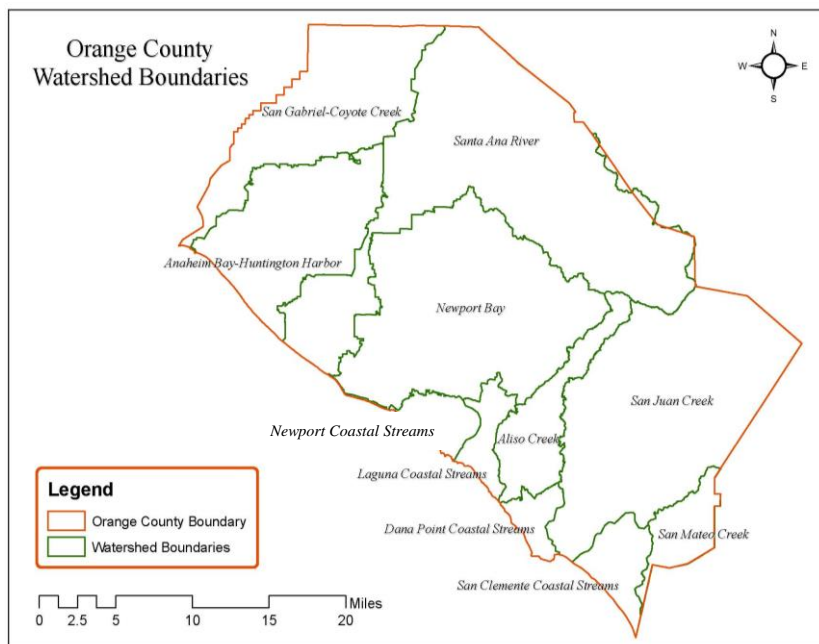 Orange County
Watershed Boundaries
N
W
E
S
San Gabriel-Coyote Creek
Santa Ana River
Anaheim Bay-Huntington Harbor
Newport Bay
San Juan Creek
Newport Coastal Streams
Aliso Creek
Laguna Coastal Streams
Dana Point Coastal Streams
San Mateo Creek
San Clemente Coastal Streams
Legend
Orange County Boundary
Watershed Boundaries
Miles
0 2.5 5 10 15 20